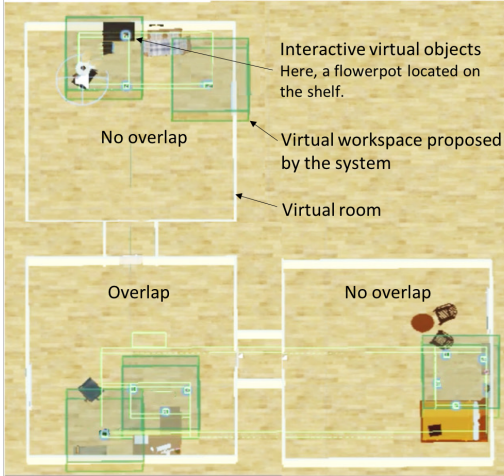 Interactive virtual objects
Here, a flowerpot located on
the shelf.
No overlap
Virtual workspace proposed
by the system
Virtual room
Overlap
No overlap